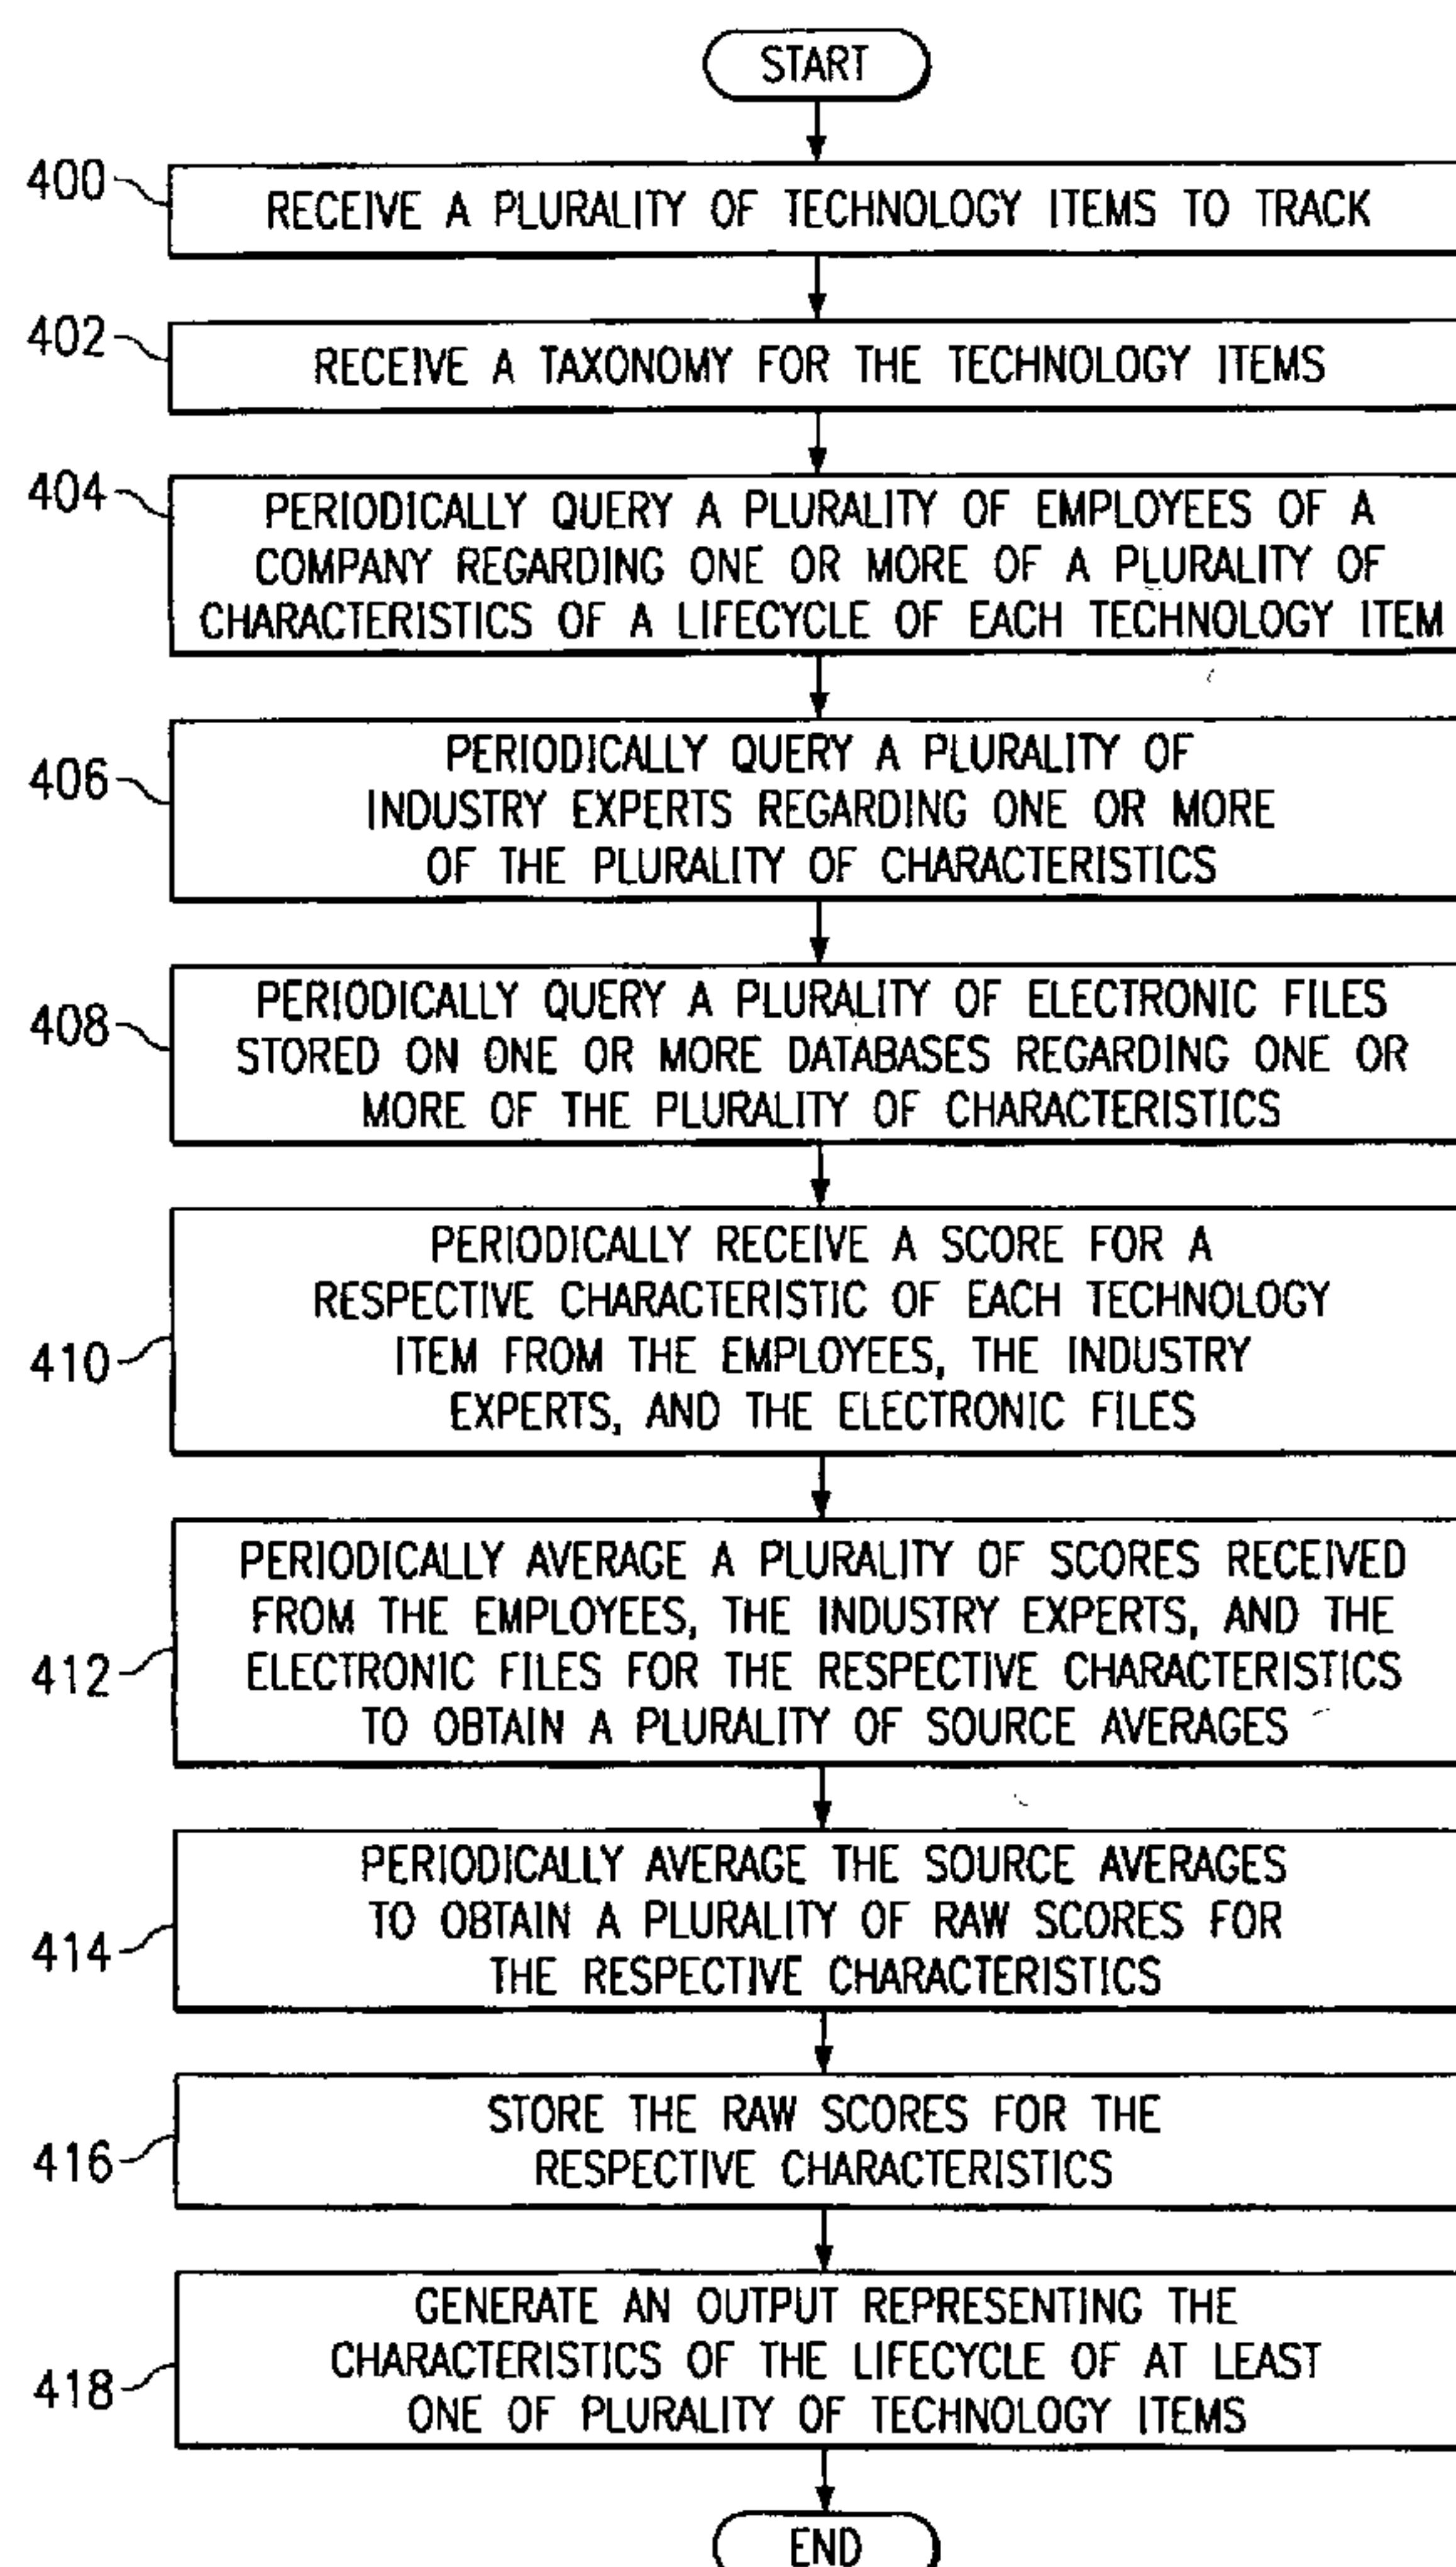 START
400
RECEIVE A PLURALITY OF TECHNOLOGY ITEMS TO TRACK
402
RECEIVE A TAXONOMY FOR THE TECHNOLOGY ITEMS
404
PERIODICALLY QUERY A PLURALITY OF EMPLOYEES OF A
COMPANY REGARDING ONE OR MORE OF A PLURALITY OF
CHARACTERISTICS OF A LIFECYCLE OF EACH TECHNOLOGY ITEM
406
PERIODICALLY QUERY A PLURALITY OF
INDUSTRY EXPERTS REGARDING ONE OR MORE
OF THE PLURALITY OF CHARACTERISTICS
408
PERIODICALLY QUERY A PLURALITY OF ELECTRONIC FILES
STORED ON ONE OR MORE DATABASES REGARDING ONE OR
MORE OF THE PLURALITY OF CHARACTERISTICS
410
PERIODICALLY RECEIVE A SCORE FOR A
RESPECTIVE CHARACTERISTIC OF EACH TECHNOLOGY
ITEM FROM THE EMPLOYEES, THE INDUSTRY
EXPERTS, AND THE ELECTRONIC FILES
412
PERIODICALLY AVERAGE A PLURALITY OF SCORES RECEIVED
FROM THE EMPLOYEES, THE INDUSTRY EXPERTS, AND THE
ELECTRONIC FILES FOR THE RESPECTIVE CHARACTERISTICS
TO OBTAIN A PLURALITY OF SOURCE AVERAGES
414
PERIODICALLY AVERAGE THE SOURCE AVERAGES
TO OBTAIN A PLURALITY OF RAW SCORES FOR
THE RESPECTIVE CHARACTERISTICS
416
STORE THE RAW SCORES FOR THE
RESPECTIVE CHARACTERISTICS
418
GENERATE AN OUTPUT REPRESENTING THE
CHARACTERISTICS OF THE LIFECYCLE OF AT LEAST
ONE OF PLURALITY OF TECHNOLOGY ITEMS
END